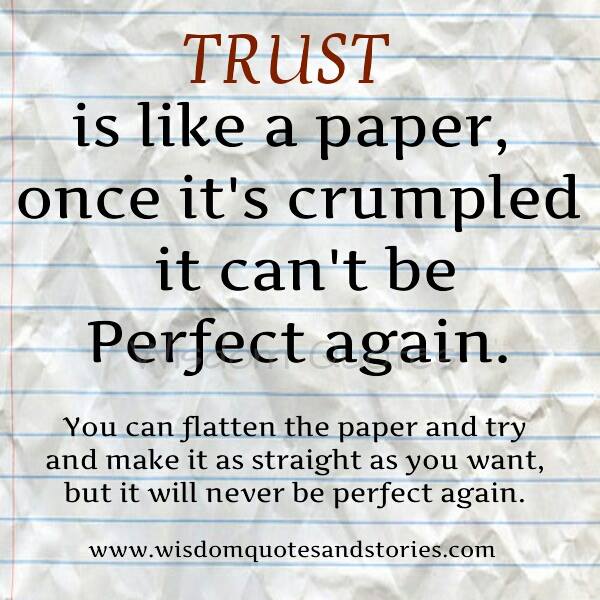 TRUST
is like a paper,
once it's crumpled
it can't be
Perfect again.
You can flatten the paper and try
and make it as straight as you want,
but it will never be perfect again.
www.wisdomquotesandstories.com